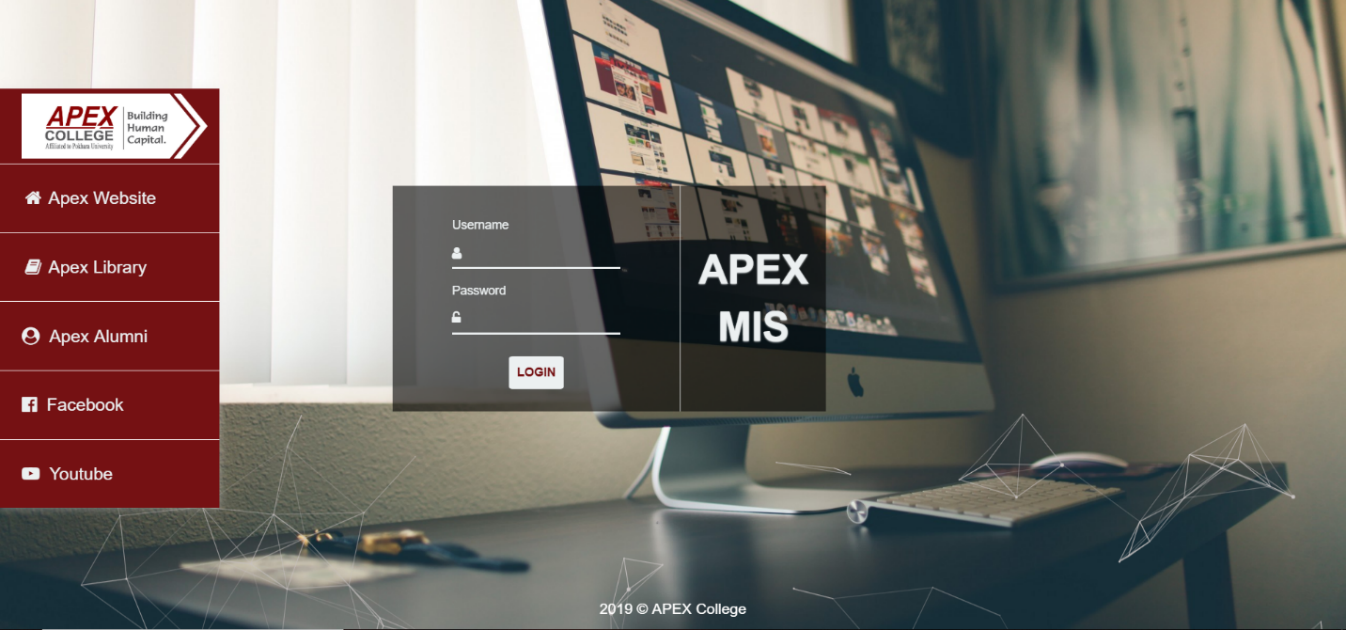 APEX
COLLEGE
Affiliated to Pokhara University
Building
Human
Capital.
Apex Website
Apex Library
Apex Alumni
Facebook
Youtube
Username
Password
LOGIN
APEX
MIS
2019 © APEX College